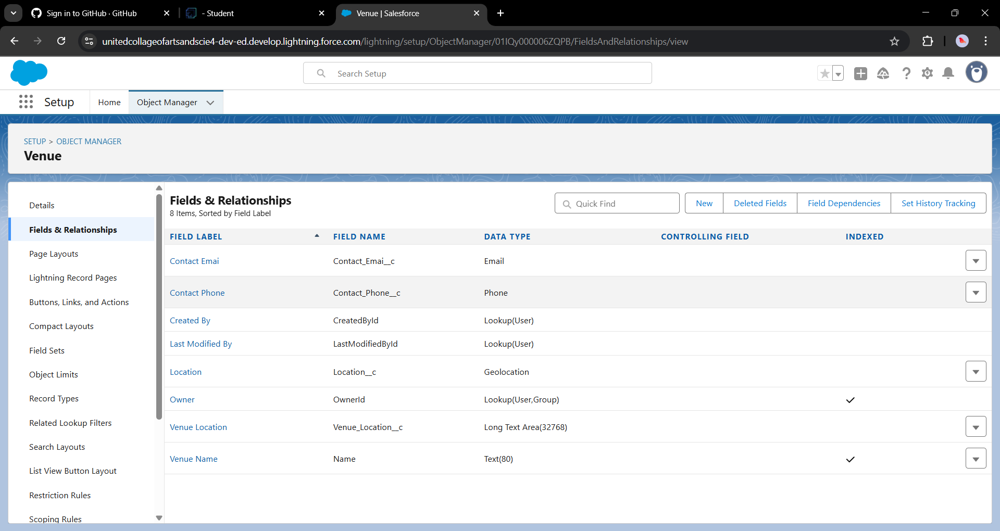 Sign in to GitHub · GitHub
- Student
Venue | Salesforce
unitedcollageofartsandscie4-dev-ed.develop.lightning.force.com/lightning/setup/ObjectManager/01IQy000006ZQPB/FieldsAndRelationships/view
Search Setup
Setup
Home
Object Manager
SETUP > OBJECT MANAGER
Venue
Details
Fields & Relationships
Page Layouts
Lightning Record Pages
Buttons, Links, and Actions
Compact Layouts
Field Sets
Object Limits
Record Types
Related Lookup Filters
Search Layouts
List View Button Layout
Restriction Rules
Scoping Rules
Fields & Relationships
8 Items, Sorted by Field Label
Quick Find
New
Deleted Fields
Field Dependencies
Set History Tracking
FIELD LABEL FIELD NAME DATA TYPE CONTROLLING FIELD INDEXED
Contact Emai Contact_Emai__c Email
Contact Phone Contact_Phone__c Phone
Created By CreatedById Lookup(User)
Last Modified By LastModifiedById Lookup(User)
Location Location__c Geolocation
Owner OwnerId Lookup(User,Group)
Venue Location Venue_Location__c Long Text Area(32768)
Venue Name Name Text(80)